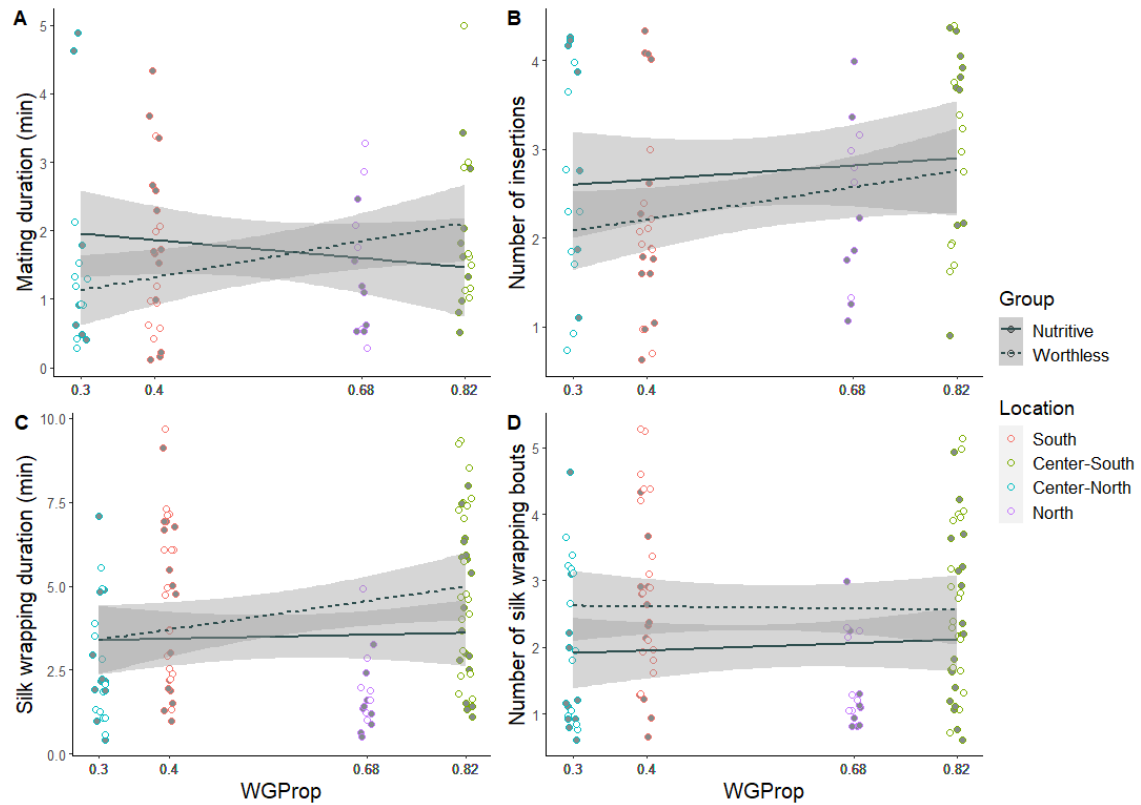 A
Mating duration (min)
5
4
3
2
1
0
0.3
0.4
0.68
0.82
B
Number of insertions
4
3
2
1
0.3
0.4
0.68
0.82
C
Silk wrapping duration (min)
10.0
7.5
5.0
2.5
0.0
0.3
0.4
0.68
0.82
WGProp
D
Number of silk wrapping bouts
5
4
3
2
1
0.3
0.4
0.68
0.82
WGProp
Group
Nutritive
Worthless
Location
South
Center-South
Center-North
North